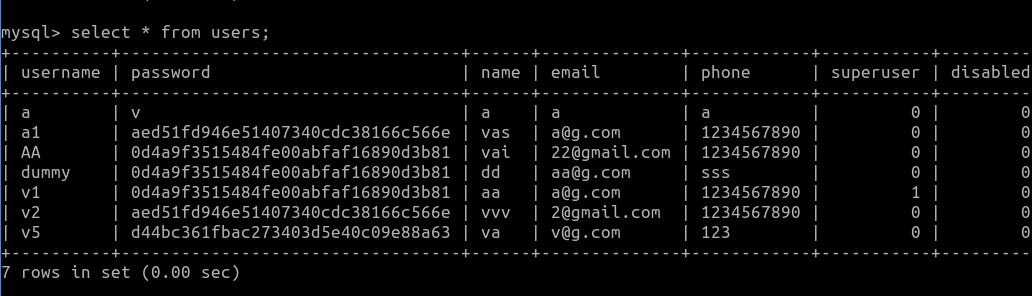 mysql> select * from users;
+----------+----------------------------------+------+--------------+------------+-----------+---------
| username | password                         | name | email        | phone      | superuser | disabled
+----------+----------------------------------+------+--------------+------------+-----------+---------
| a        | v                                | a    | a            | a          |         0 |        0
| a1       | aed51fd946e51407340cdc38166c566e | vas  | a@g.com      | 1234567890 |         0 |        0
| AA       | 0d4a9f3515484fe00abfaf16890d3b81 | vai  | 22@gmail.com | 1234567890 |         0 |        0
| dummy    | 0d4a9f3515484fe00abfaf16890d3b81 | dd   | aa@g.com     | sss        |         0 |        0
| v1       | 0d4a9f3515484fe00abfaf16890d3b81 | aa   | a@g.com      | 1234567890 |         1 |        0
| v2       | aed51fd946e51407340cdc38166c566e | vvv  | 2@gmail.com  | 1234567890 |         0 |        0
| v5       | d44bc361fbac273403d5e40c09e88a63 | va   | v@g.com      | 123        |         0 |        0
+----------+----------------------------------+------+--------------+------------+-----------+---------
7 rows in set (0.00 sec)